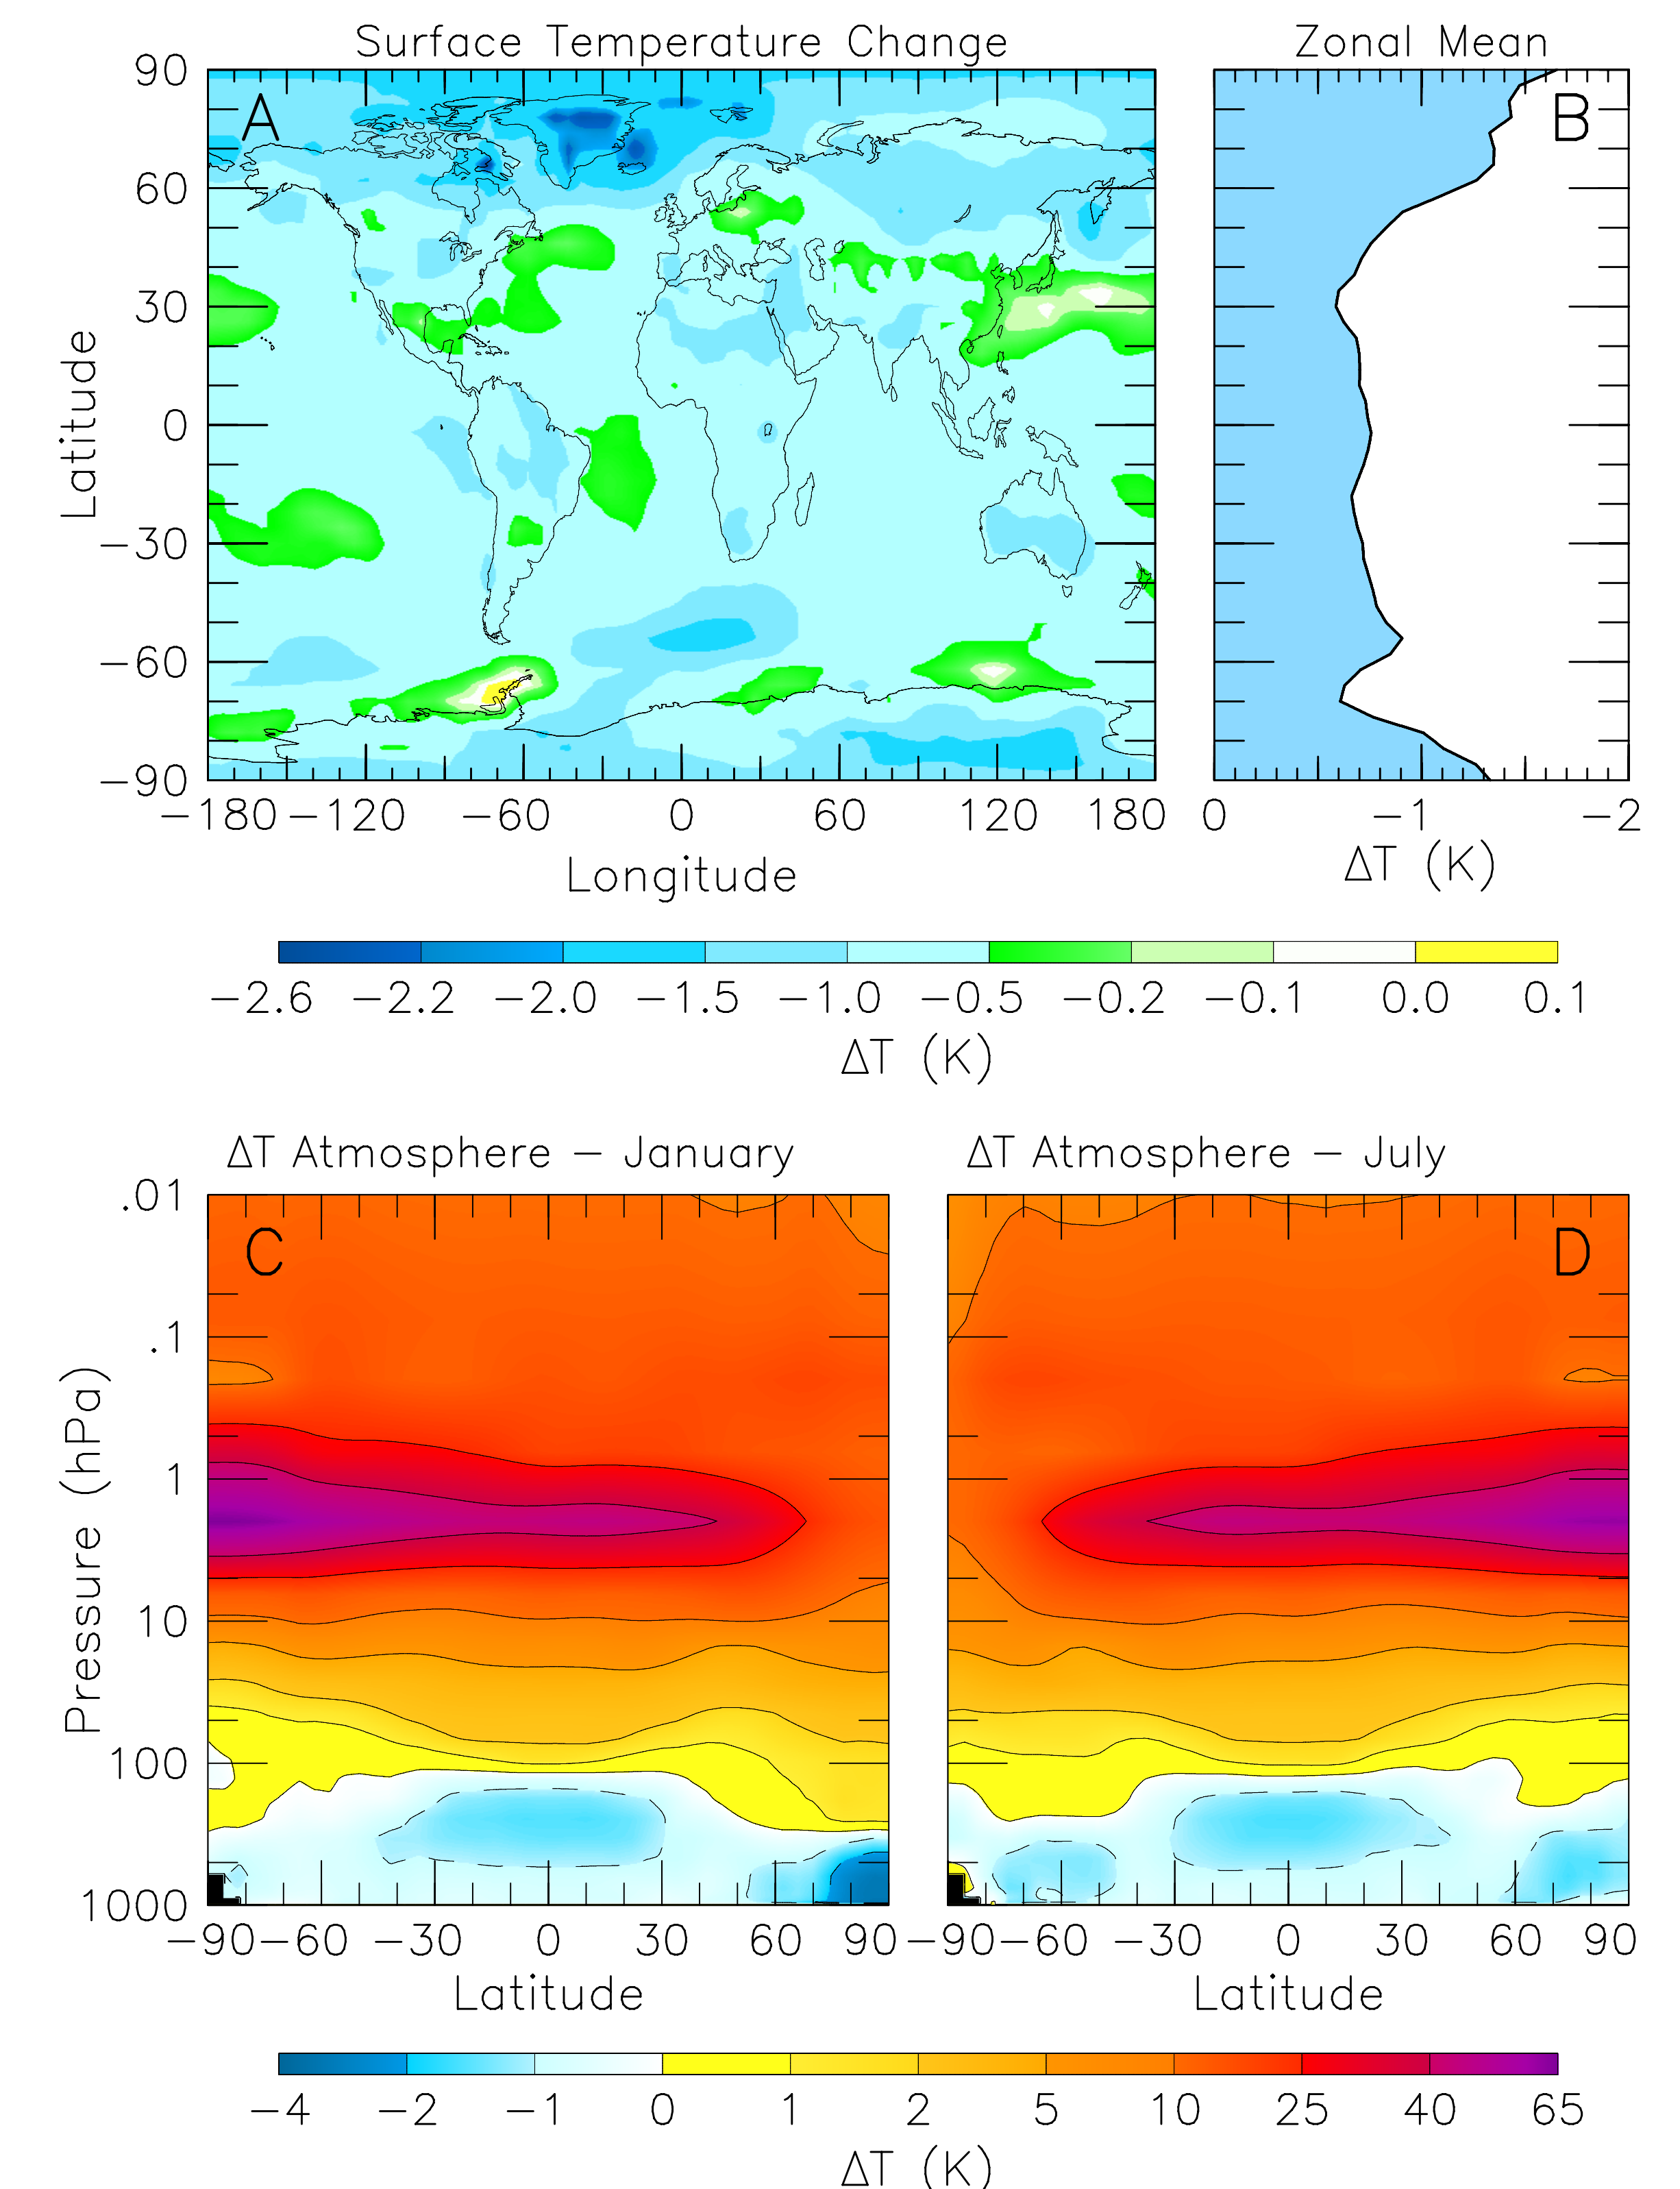 Surface Temperature Change
Zonal Mean
A
B
Latitude
90
60
30
0
−30
−60
−90
−180 −120 −60 0 60 120 180
0 −1 −2
Longitude
ΔT (K)
−2.6 −2.2 −2.0 −1.5 −1.0 −0.5 −0.2 −0.1 0.0 0.1
ΔT (K)
ΔT Atmosphere − January
ΔT Atmosphere − July
C
D
Pressure (hPa)
.01
.1
1
10
100
1000
−90 −60 −30 0 30 60 90
−90 −60 −30 0 30 60 90
Latitude
Latitude
−4 −2 −1 0 1 2 5 10 25 40 65
ΔT (K)